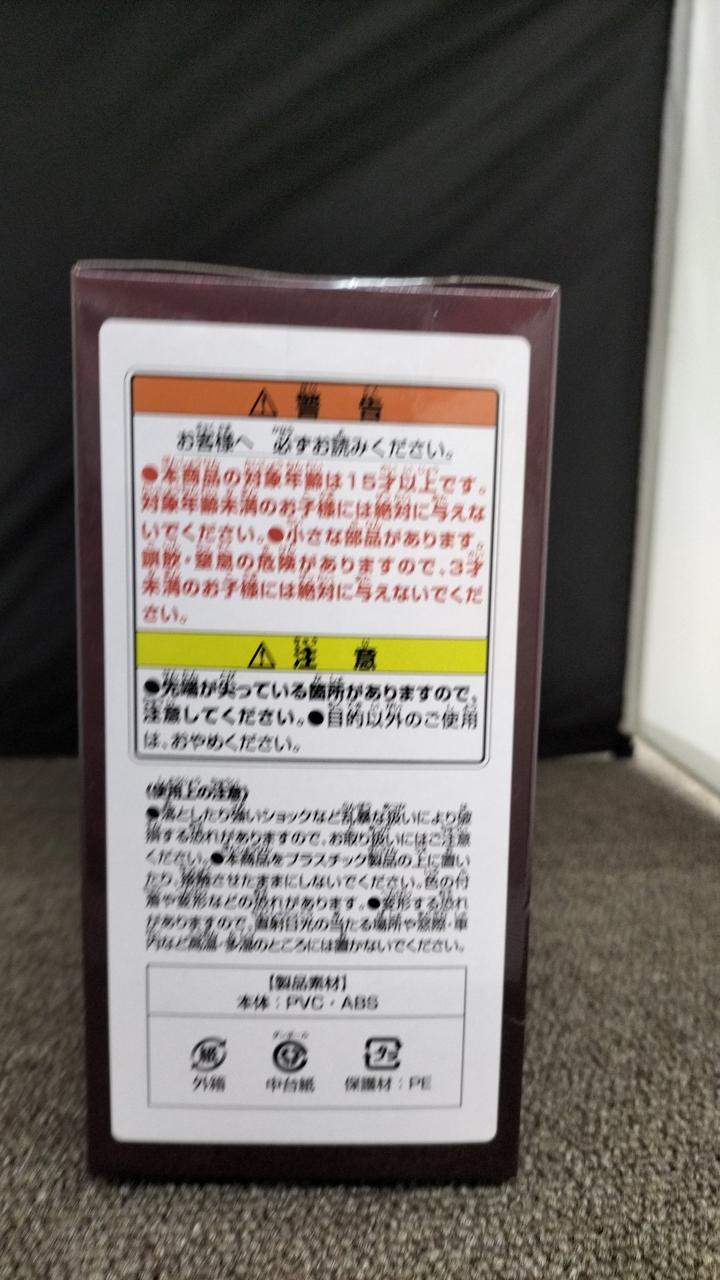 ⚠ 警告
お客様へ 必ずお読みください。
●本商品の対象年齢は15才以上です。
対象年齢未満のお子様には絶対に与えな
いでください。●小さな部品があります。
誤飲・窒息の危険がありますので、3才
未満のお子様には絶対に与えないでくだ
さい。
⚠ 注意
●先端が尖っている箇所がありますので、
注意してください。●目的以外のご使用
は、おやめください。
《使用上の注意》
●落としたり強いショックなど乱暴な扱いにより破
損する恐れがありますので、お取り扱いにはご注意
ください。●本商品をプラスチック製品の上に置い
たり、接触させたままにしないでください。色の付
着や変形などの恐れがあります。●変形する恐れ
がありますので、直射日光の当たる場所や窓際・車
内など高温・多湿のところには置かないでください。
【製品素材】
本体：PVC・ABS
紙 ダンボール プラ
外箱 中台紙 保護材：PE